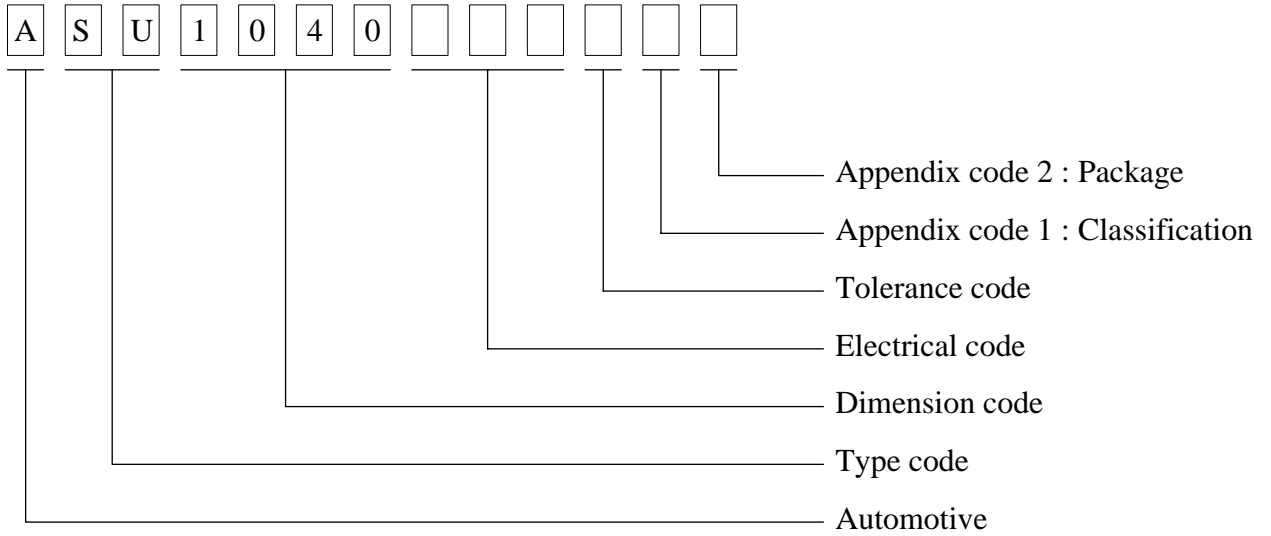 A S U 1 0 4 0
Appendix code 2 : Package
Appendix code 1 : Classification
Tolerance code
Electrical code
Dimension code
Type code
Automotive